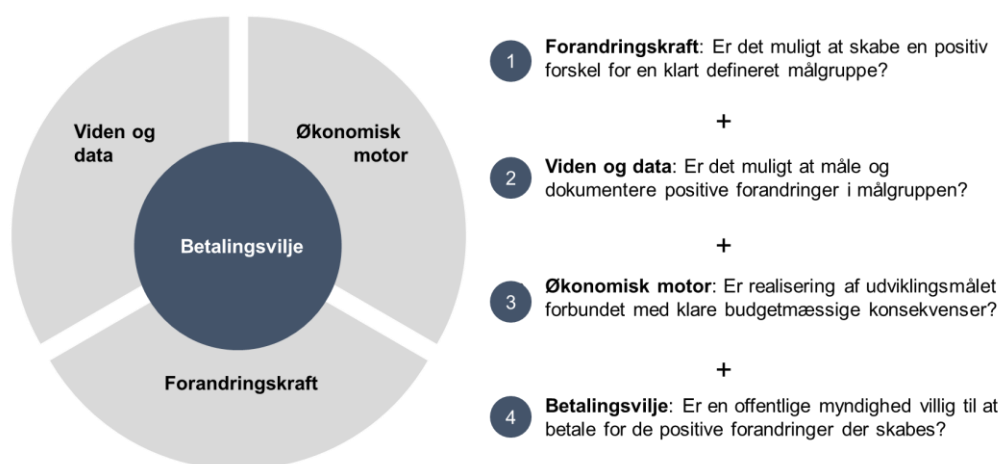 Viden og
data
Økonomisk
motor
Betalingsvilje
Forandringskraft
1
Forandringskraft: Er det muligt at skabe en positiv
forskel for en klart defineret målgruppe?
+
2
Viden og data: Er det muligt at måle og
dokumentere positive forandringer i målgruppen?
+
3
Økonomisk motor: Er realisering af udviklingsmålet
forbundet med klare budgetmæssige konsekvenser?
+
4
Betalingsvilje: Er en offentlige myndighed villig til at
betale for de positive forandringer der skabes?